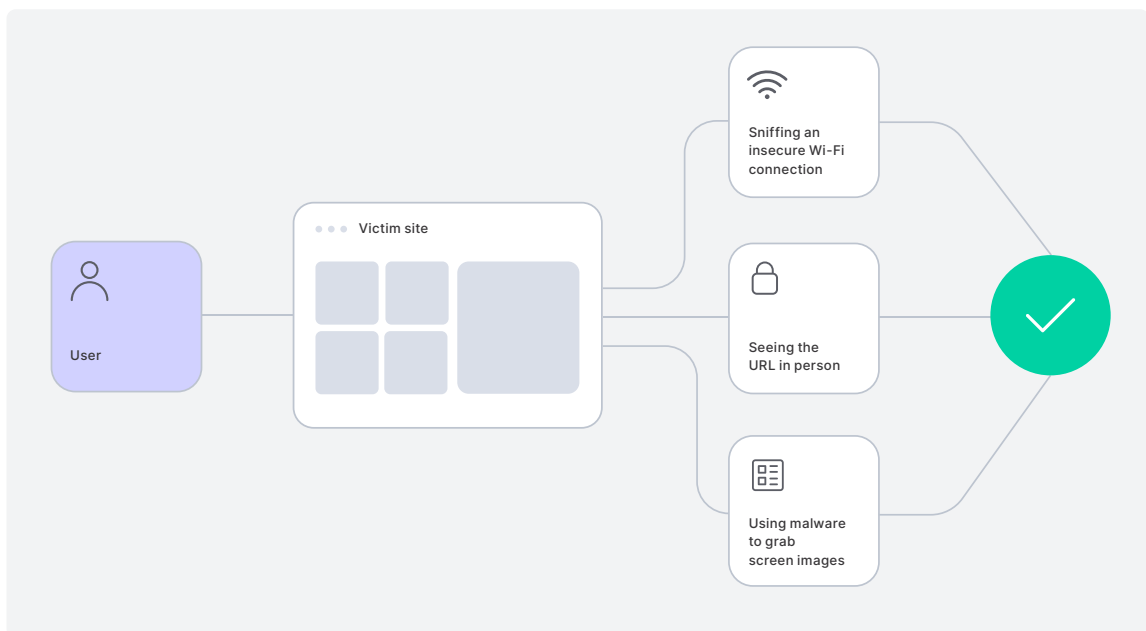 User
Victim site
Sniffing an
insecure Wi-Fi
connection
Seeing the
URL in person
Using malware
to grab
screen images